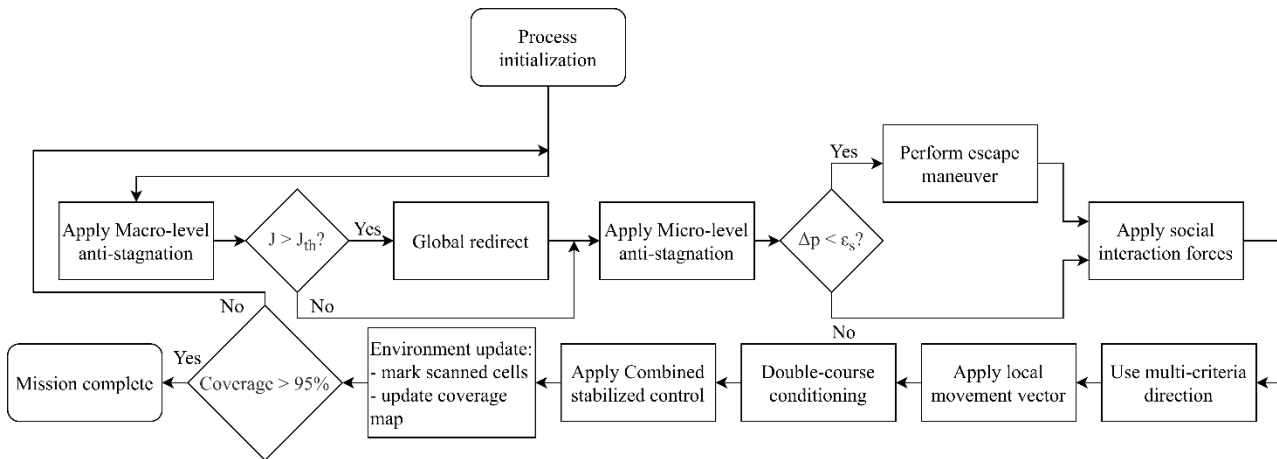 Process
initialization
Apply Macro-level
anti-stagnation
J > Jth?
Yes
No
Global redirect
Apply Micro-level
anti-stagnation
Δp < εs?
Yes
No
Perform escape
maneuver
Apply social
interaction forces
Use multi-criteria
direction
Apply local
movement vector
Double-course
conditioning
Apply Combined
stabilized control
Environment update:
- mark scanned cells
- update coverage
map
Coverage > 95%
No
Yes
Mission complete